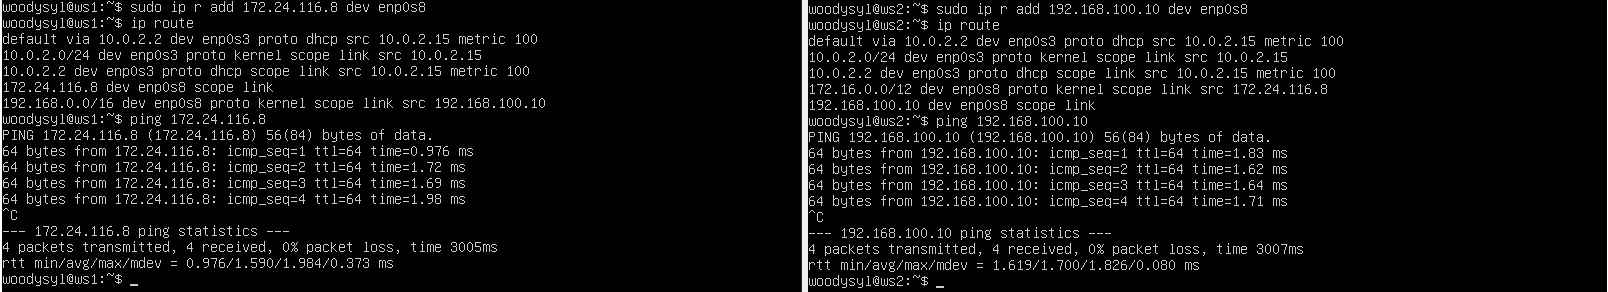 woodysyl@ws1:~$ sudo ip r add 172.24.116.8 dev enp0s8
woodysyl@ws1:~$ ip route
default via 10.0.2.2 dev enp0s3 proto dhcp src 10.0.2.15 metric 100
10.0.2.0/24 dev enp0s3 proto kernel scope link src 10.0.2.15
10.0.2.2 dev enp0s3 proto dhcp scope link src 10.0.2.15 metric 100
172.24.116.8 dev enp0s8 scope link
192.168.0.0/16 dev enp0s8 proto kernel scope link src 192.168.100.10
woodysyl@ws1:~$ ping 172.24.116.8
PING 172.24.116.8 (172.24.116.8) 56(84) bytes of data.
64 bytes from 172.24.116.8: icmp_seq=1 ttl=64 time=0.976 ms
64 bytes from 172.24.116.8: icmp_seq=2 ttl=64 time=1.72 ms
64 bytes from 172.24.116.8: icmp_seq=3 ttl=64 time=1.69 ms
64 bytes from 172.24.116.8: icmp_seq=4 ttl=64 time=1.98 ms
^C
--- 172.24.116.8 ping statistics ---
4 packets transmitted, 4 received, 0% packet loss, time 3005ms
rtt min/avg/max/mdev = 0.976/1.590/1.984/0.373 ms
woodysyl@ws1:~$ _
woodysyl@ws2:~$ sudo ip r add 192.168.100.10 dev enp0s8
woodysyl@ws2:~$ ip route
default via 10.0.2.2 dev enp0s3 proto dhcp src 10.0.2.15 metric 100
10.0.2.0/24 dev enp0s3 proto kernel scope link src 10.0.2.15
10.0.2.2 dev enp0s3 proto dhcp scope link src 10.0.2.15 metric 100
172.16.0.0/12 dev enp0s8 proto kernel scope link src 172.24.116.8
192.168.100.10 dev enp0s8 scope link
woodysyl@ws2:~$ ping 192.168.100.10
PING 192.168.100.10 (192.168.100.10) 56(84) bytes of data.
64 bytes from 192.168.100.10: icmp_seq=1 ttl=64 time=1.83 ms
64 bytes from 192.168.100.10: icmp_seq=2 ttl=64 time=1.62 ms
64 bytes from 192.168.100.10: icmp_seq=3 ttl=64 time=1.64 ms
64 bytes from 192.168.100.10: icmp_seq=4 ttl=64 time=1.71 ms
^C
--- 192.168.100.10 ping statistics ---
4 packets transmitted, 4 received, 0% packet loss, time 3007ms
rtt min/avg/max/mdev = 1.619/1.700/1.826/0.080 ms
woodysyl@ws2:~$ _